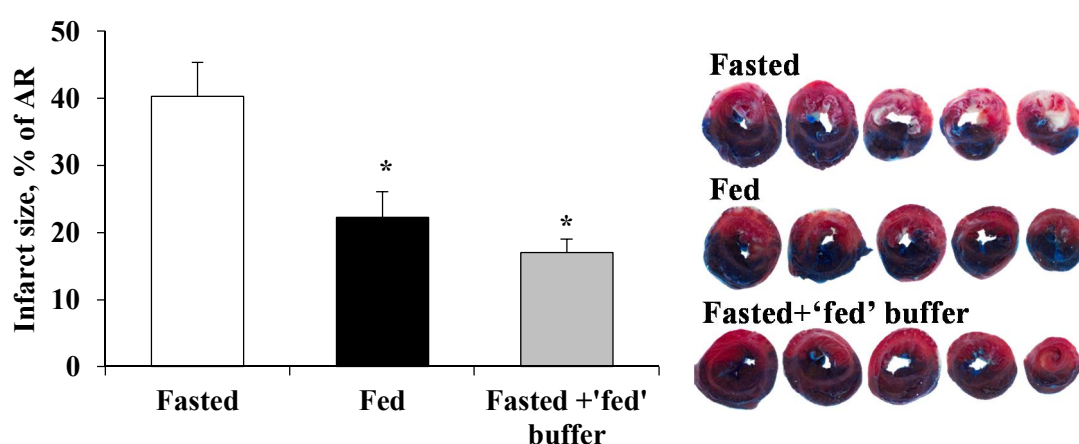 Infarct size, % of AR
50
40
30
20
10
0
*
*
Fasted
Fed
Fasted +'fed'
buffer
Fasted
Fed
Fasted+‘fed’ buffer